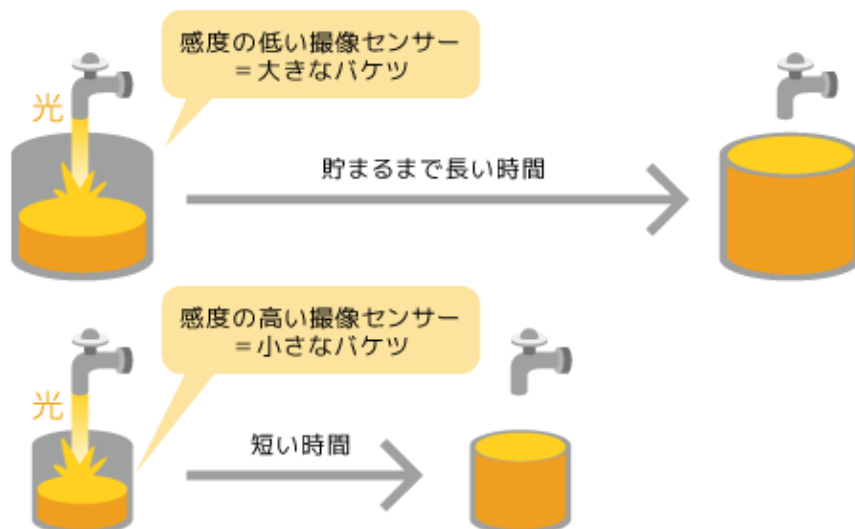 感度の低い撮像センサー
＝大きなバケツ
光
貯まるまで長い時間
感度の高い撮像センサー
＝小さなバケツ
光
短い時間